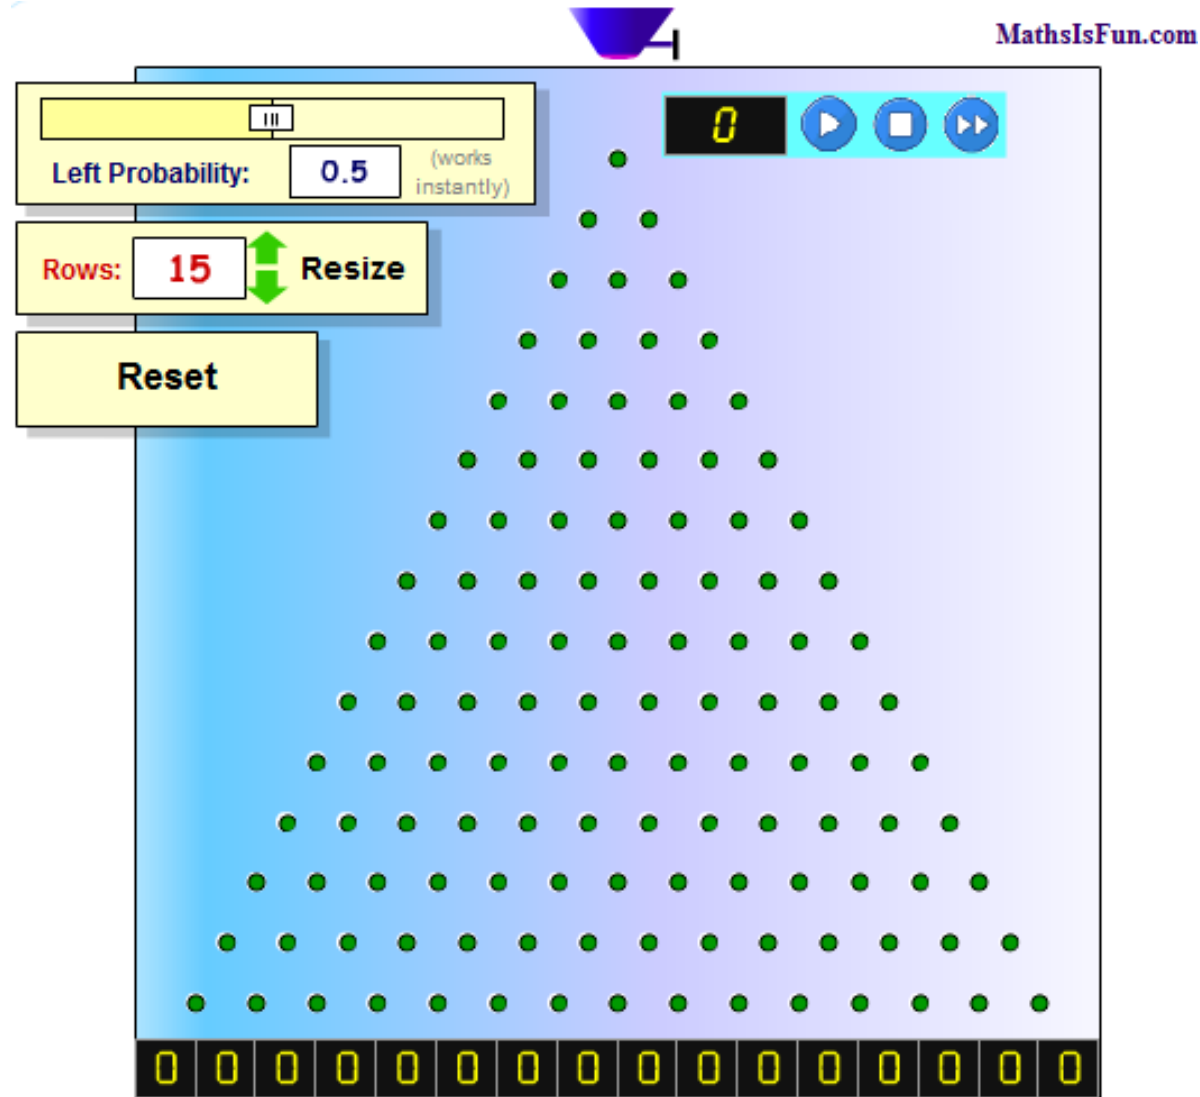 MathsIsFun.com
0
Left Probability: 0.5 (works instantly)
Rows: 15 Resize
Reset
0 0 0 0 0 0 0 0 0 0 0 0 0 0 0 0